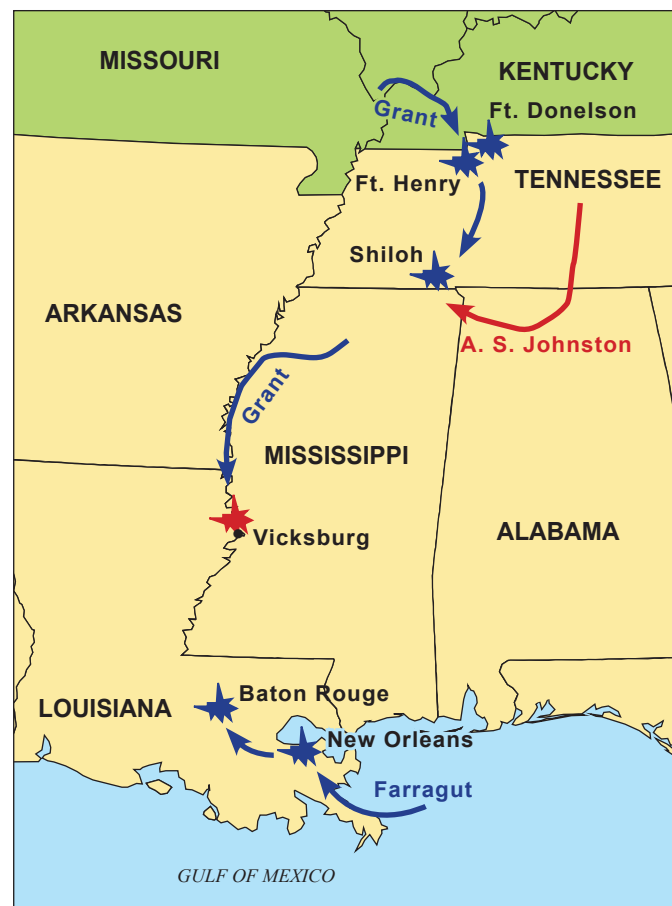 MISSOURI
KENTUCKY
Grant
Ft. Donelson
Ft. Henry
TENNESSEE
Shiloh
ARKANSAS
A. S. Johnston
Grant
MISSISSIPPI
Vicksburg
ALABAMA
Baton Rouge
LOUISIANA
New Orleans
Farragut
GULF OF MEXICO